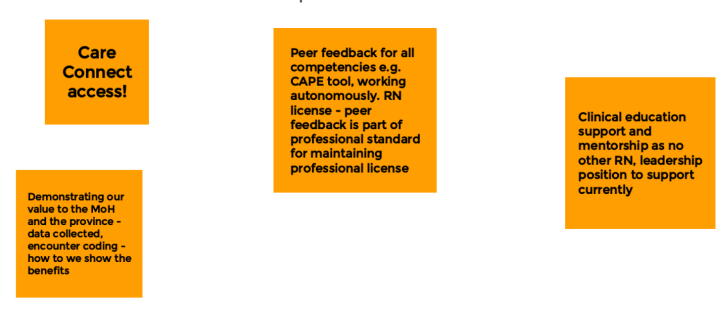 Care
Connect
access!
Peer feedback for all
competencies e.g.
CAPE tool, working
autonomously. RN
license - peer
feedback is part of
professional standard
for maintaining
professional license
Clinical education
support and
mentorship as no
other RN, leadership
position to support
currently
Demonstrating our
value to the MoH
and the province -
data collected,
encounter coding -
how to we show the
benefits